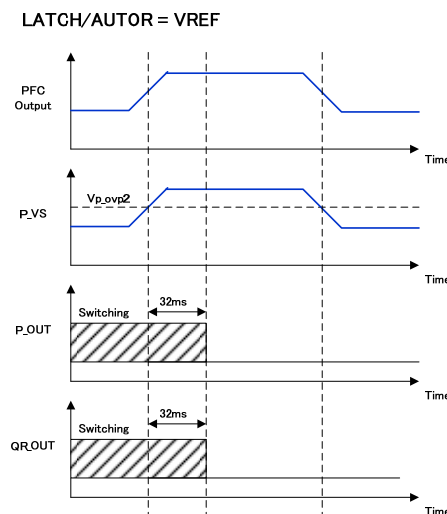 LATCH/AUTOR = VREF
PFC
Output
Time
Vp_ovp2
P_VS
Time
32ms
Switching
P_OUT
Time
32ms
Switching
QR_OUT
Time